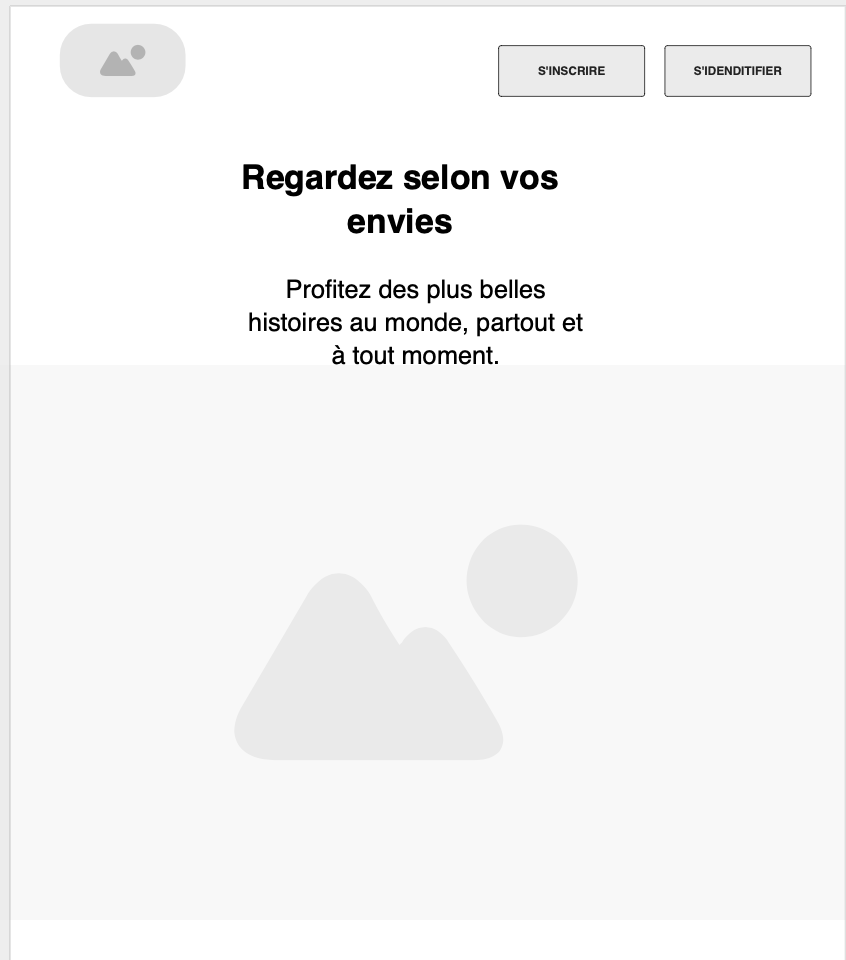 S'INSCRIRE
S'IDENDITIFIER
Regardez selon vos
envies
Profitez des plus belles
histoires au monde, partout et
à tout moment.